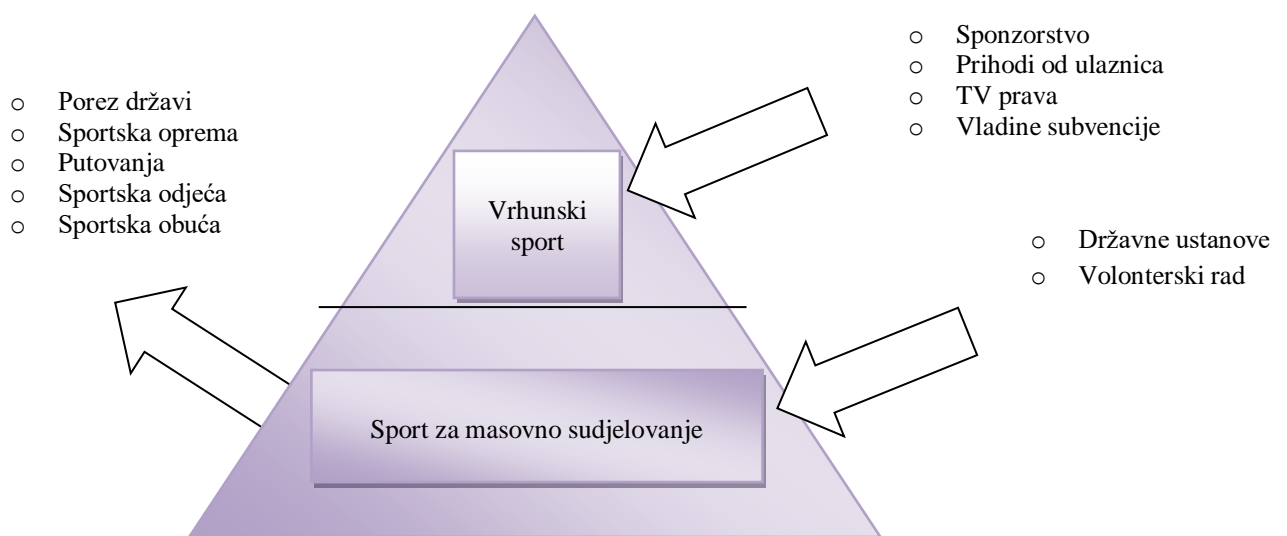 o Sponzorstvo
o Prihodi od ulaznica
o TV prava
o Vladine subvencije
o Porez državi
o Sportska oprema
o Putovanja
o Sportska odjeća
o Sportska obuća
Vrhunski
sport
o Državne ustanove
o Volonterski rad
Sport za masovno sudjelovanje